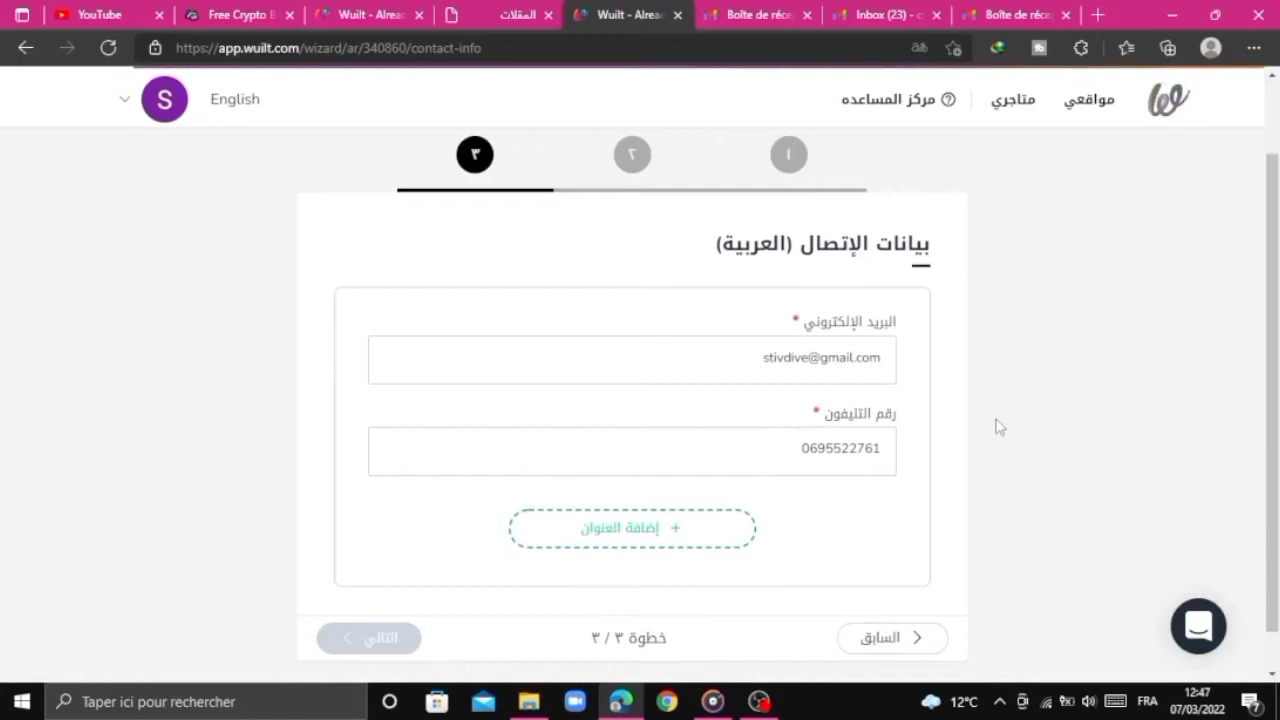 YouTube
Free Crypto B
Wuilt - Alrea
المقلات
Wuilt - Alrea
Boîte de réce
Inbox (23) - c
Boîte de réce
https://app.wuilt.com/wizard/ar/340860/contact-info
S
English
مركز المساعده
متاجري
مواقعي
١
٢
٣
بيانات الإتصال (العربية)
البريد الإلكتروني *
stivdive@gmail.com
رقم التليفون *
0695522761
+ إضافة العنوان
السابق
خطوة ٣ / ٣
التالي
Taper ici pour rechercher
12°C
FRA
12:47
07/03/2022
7